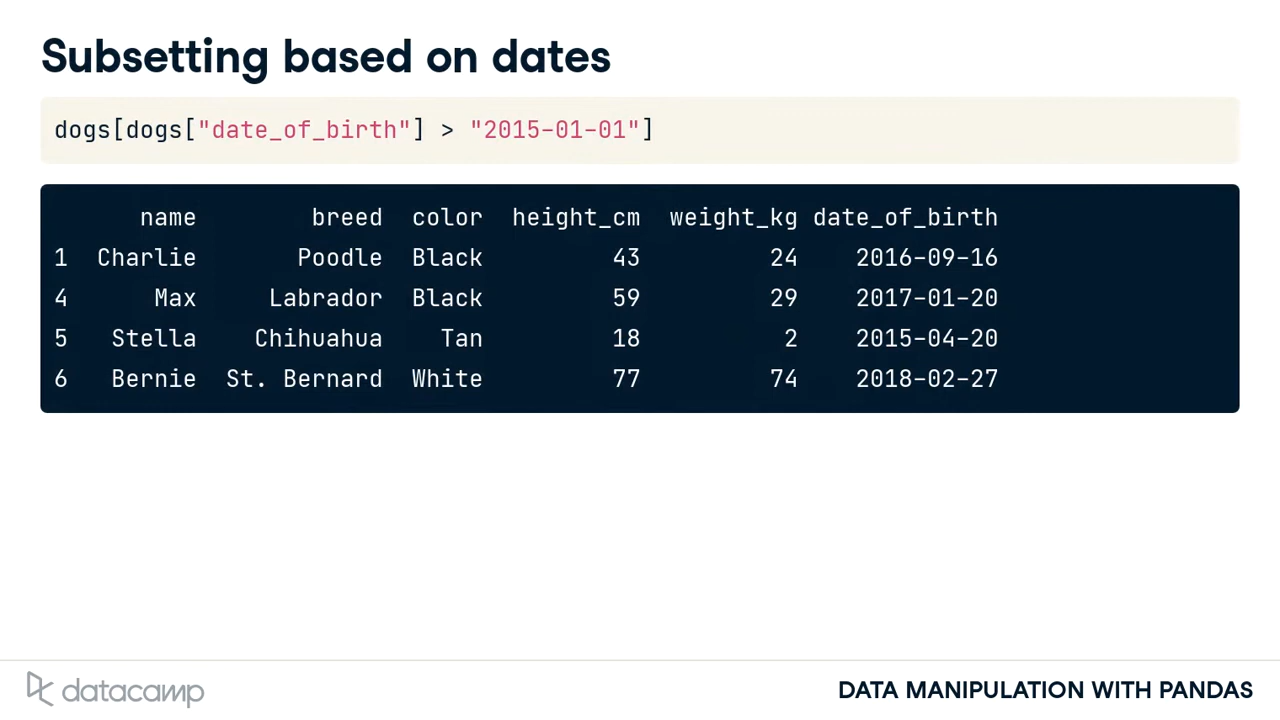 Subsetting based on dates
dogs[dogs["date_of_birth"] > "2015-01-01"]
name breed color height_cm weight_kg date_of_birth
1 Charlie Poodle Black 43 24 2016-09-16
4 Max Labrador Black 59 29 2017-01-20
5 Stella Chihuahua Tan 18 2 2015-04-20
6 Bernie St. Bernard White 77 74 2018-02-27
datacamp
DATA MANIPULATION WITH PANDAS